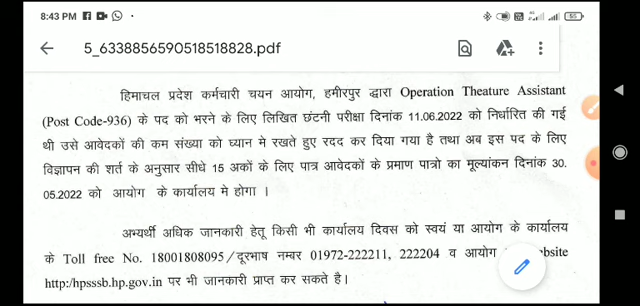 8:43 PM
55
5_6338856590518518828.pdf
हिमाचल प्रदेश कर्मचारी चयन आयोग, हमीरपुर द्वारा Operation Theature Assistant
(Post Code-936) के पद को भरने के लिए लिखित छंटनी परीक्षा दिनांक 11.06.2022 को निर्धारित की गई
थी उसे आवेदकों की कम संख्या को ध्यान मे रखते हुए रदद कर दिया गया है तथा अब इस पद के लिए
विज्ञापन की शर्त के अनुसार सीधे 15 अकों के लिए पात्र आवेदकों के प्रमाण पात्रो का मूल्यांकन दिनांक 30.
05.2022 को आयोग के कार्यालय मे होगा ।
अभ्यर्थी अधिक जानकारी हेतू किसी भी कार्यालय दिवस को स्वयं या आयोग के कार्यालय
के Toll free No. 18001808095/दूरभाष नम्बर 01972-222211, 222204 व आयोग bsite
http:/hpsssb.hp.gov.in पर भी जानकारी प्राप्त कर सकते है।